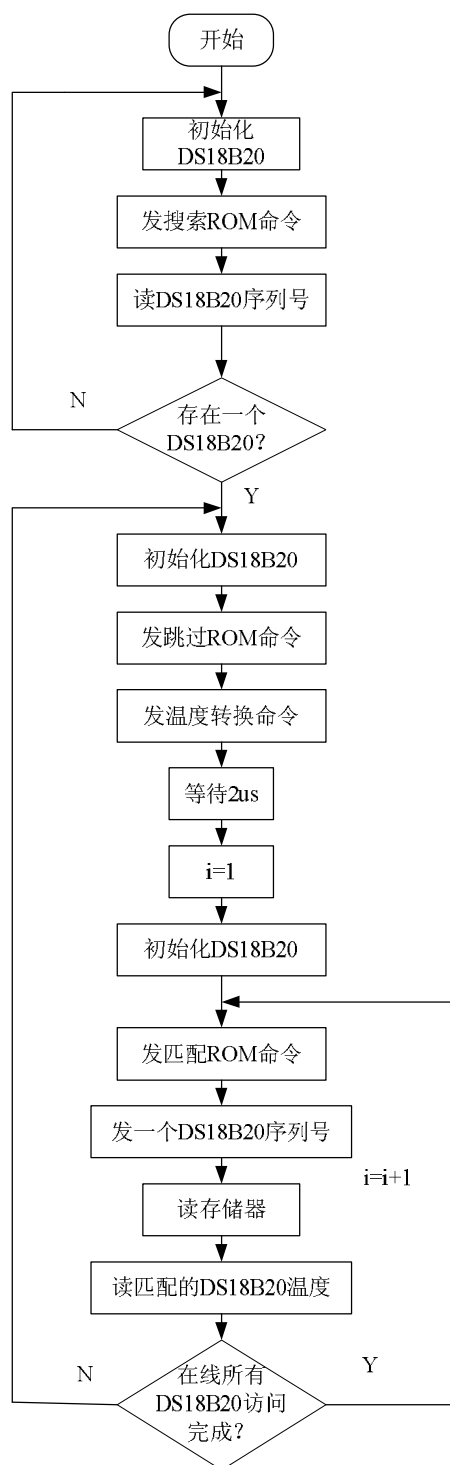 开始
初始化
DS18B20
发搜索ROM命令
读DS18B20序列号
N
存在一个
DS18B20？
Y
初始化DS18B20
发跳过ROM命令
发温度转换命令
等待2us
i=1
初始化DS18B20
发匹配ROM命令
发一个DS18B20序列号
i=i+1
读存储器
读匹配的DS18B20温度
N
在线所有
DS18B20访问
完成？
Y